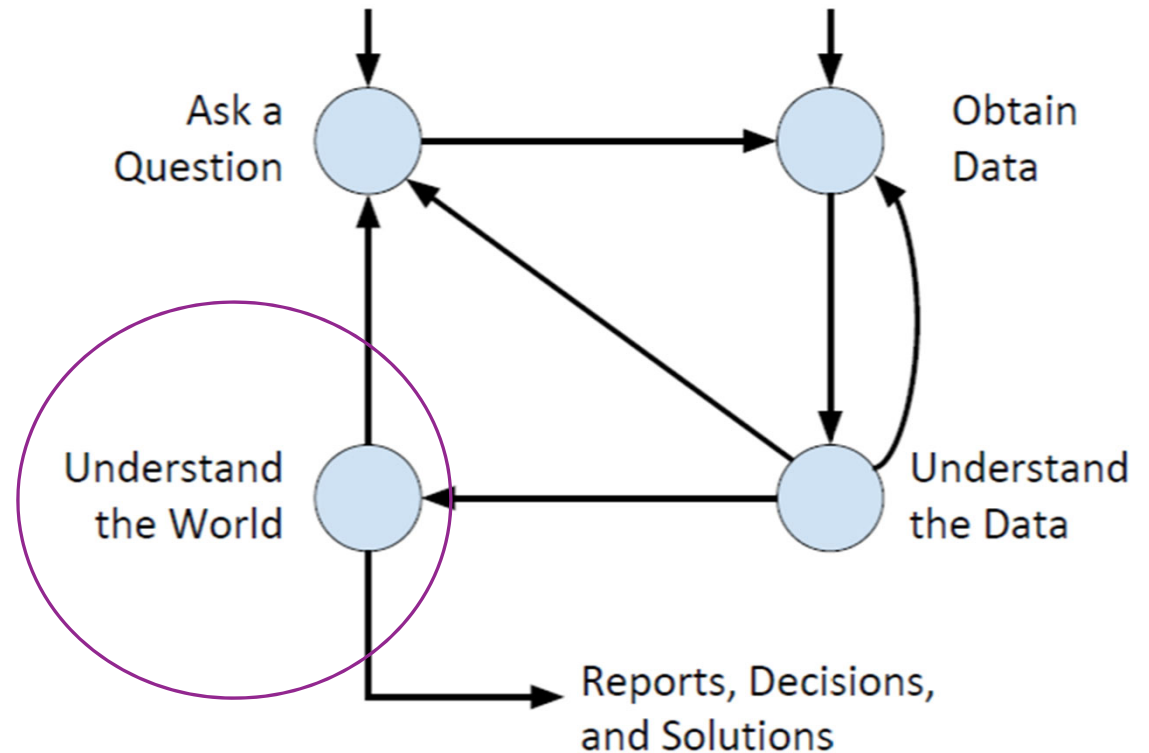 Ask a
Question
Obtain
Data
Understand
the World
Understand
the Data
Reports, Decisions,
and Solutions